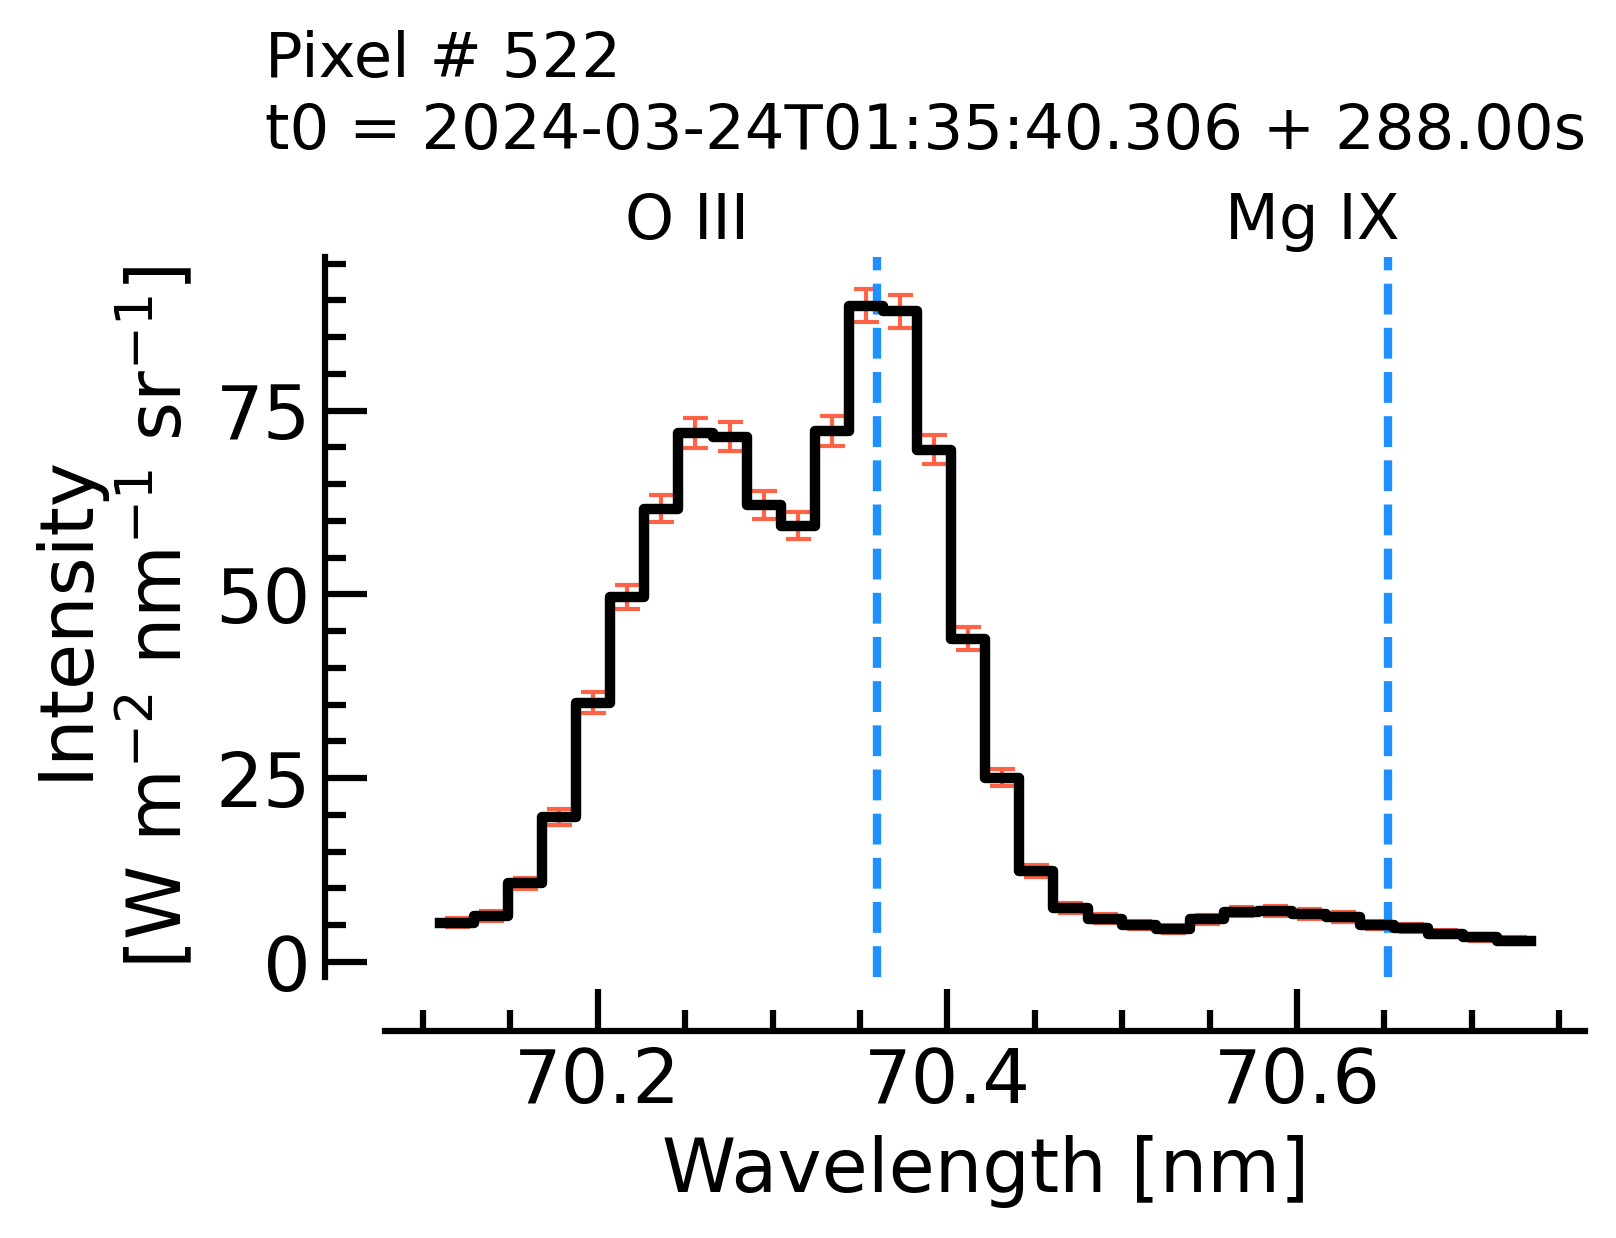 Pixel # 522
t0 = 2024-03-24T01:35:40.306 + 288.00s
O III Mg IX
Intensity
[W m⁻² nm⁻¹ sr⁻¹]
75
50
25
0
70.2 70.4 70.6
Wavelength [nm]